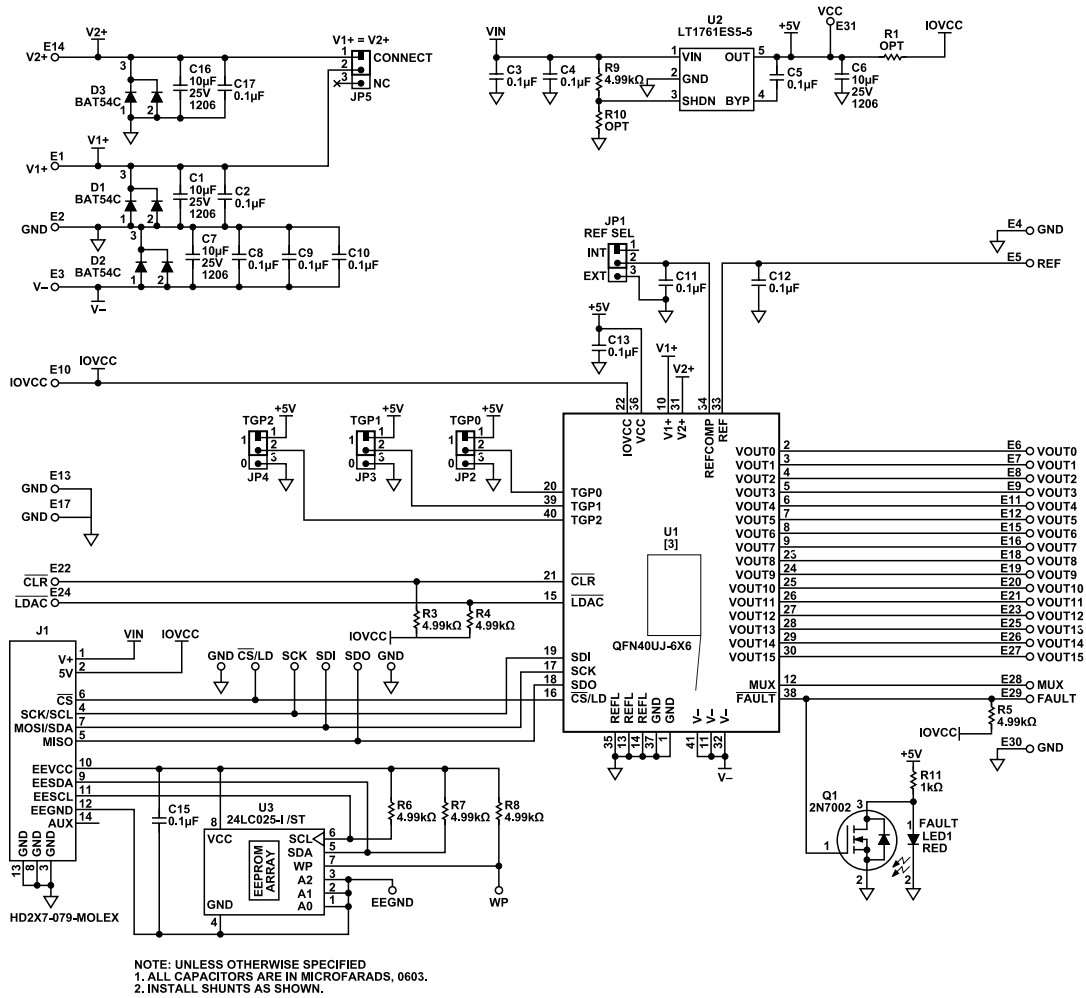 V2+
E14
V2+
V1+ = V2+
1
CONNECT
2
3
NC
JP5
3
D3
BAT54C
1
2
C16
10µF
25V
1206
C17
0.1µF
V1+
E1
V1+
3
D1
BAT54C
1
2
C1
10µF
25V
1206
C2
0.1µF
E2
GND
3
D2
BAT54C
1
2
C7
10µF
25V
1206
C8
0.1µF
C9
0.1µF
C10
0.1µF
E3
V–
V–
VIN
C3
0.1µF
C4
0.1µF
R9
4.99kΩ
R10
OPT
U2
LT1761ES5-5
1
VIN
OUT
5
2
GND
3
SHDN
BYP
4
+5V
VCC
E31
C5
0.1µF
C6
10µF
25V
1206
R1
OPT
IOVCC
JP1
REF SEL
INT
1
2
EXT
3
C11
0.1µF
C12
0.1µF
E4
GND
E5
REF
+5V
C13
0.1µF
V1+
V2+
IOVCC
E10
IOVCC
TGP2
+5V
1
1
2
0
3
JP4
TGP1
+5V
1
1
2
0
3
JP3
TGP0
+5V
1
1
2
0
3
JP2
E13
GND
E17
GND
22
36
10
31
34
33
IOVCC
VCC
V1+
V2+
REFCOMP
REF
20
TGP0
39
TGP1
40
TGP2
21
CLR
15
LDAC
19
SDI
17
SCK
18
SDO
16
CS/LD
U1
[3]
QFN40UJ-6X6
VOUT0
2
E6
VOUT0
VOUT1
3
E7
VOUT1
VOUT2
4
E8
VOUT2
VOUT3
5
E9
VOUT3
VOUT4
6
E11
VOUT4
VOUT5
7
E12
VOUT5
VOUT6
8
E15
VOUT6
VOUT7
9
E16
VOUT7
VOUT8
23
E18
VOUT8
VOUT9
24
E19
VOUT9
VOUT10
25
E20
VOUT10
VOUT11
26
E21
VOUT11
VOUT12
27
E23
VOUT12
VOUT13
28
E25
VOUT13
VOUT14
29
E26
VOUT14
VOUT15
30
E27
VOUT15
MUX
12
E28
MUX
FAULT
38
E29
FAULT
REFL
REFL
REFL
GND
GND
V–
V–
V–
35
13
14
37
1
41
11
32
V–
E22
CLR
E24
LDAC
R3
4.99kΩ
R4
4.99kΩ
IOVCC
J1
VIN
IOVCC
V+
1
5V
2
CS
6
SCK/SCL
4
MOSI/SDA
7
MISO
5
EEVCC
10
EESDA
9
EESCL
11
EEGND
12
AUX
14
GND
GND
GND
13
8
3
HD2X7-079-MOLEX
GND
CS/LD
SCK
SDI
SDO
GND
C15
0.1µF
U3
24LC025-I /ST
8
VCC
SCL
6
SDA
5
WP
7
A2
3
A1
2
A0
1
GND
4
EEPROM
ARRAY
R6
4.99kΩ
R7
4.99kΩ
R8
4.99kΩ
EEGND
WP
R5
4.99kΩ
IOVCC
E30
GND
+5V
R11
1kΩ
Q1
2N7002
3
1
2
FAULT
LED1
RED
1
2
NOTE: UNLESS OTHERWISE SPECIFIED
1. ALL CAPACITORS ARE IN MICROFARADS, 0603.
2. INSTALL SHUNTS AS SHOWN.